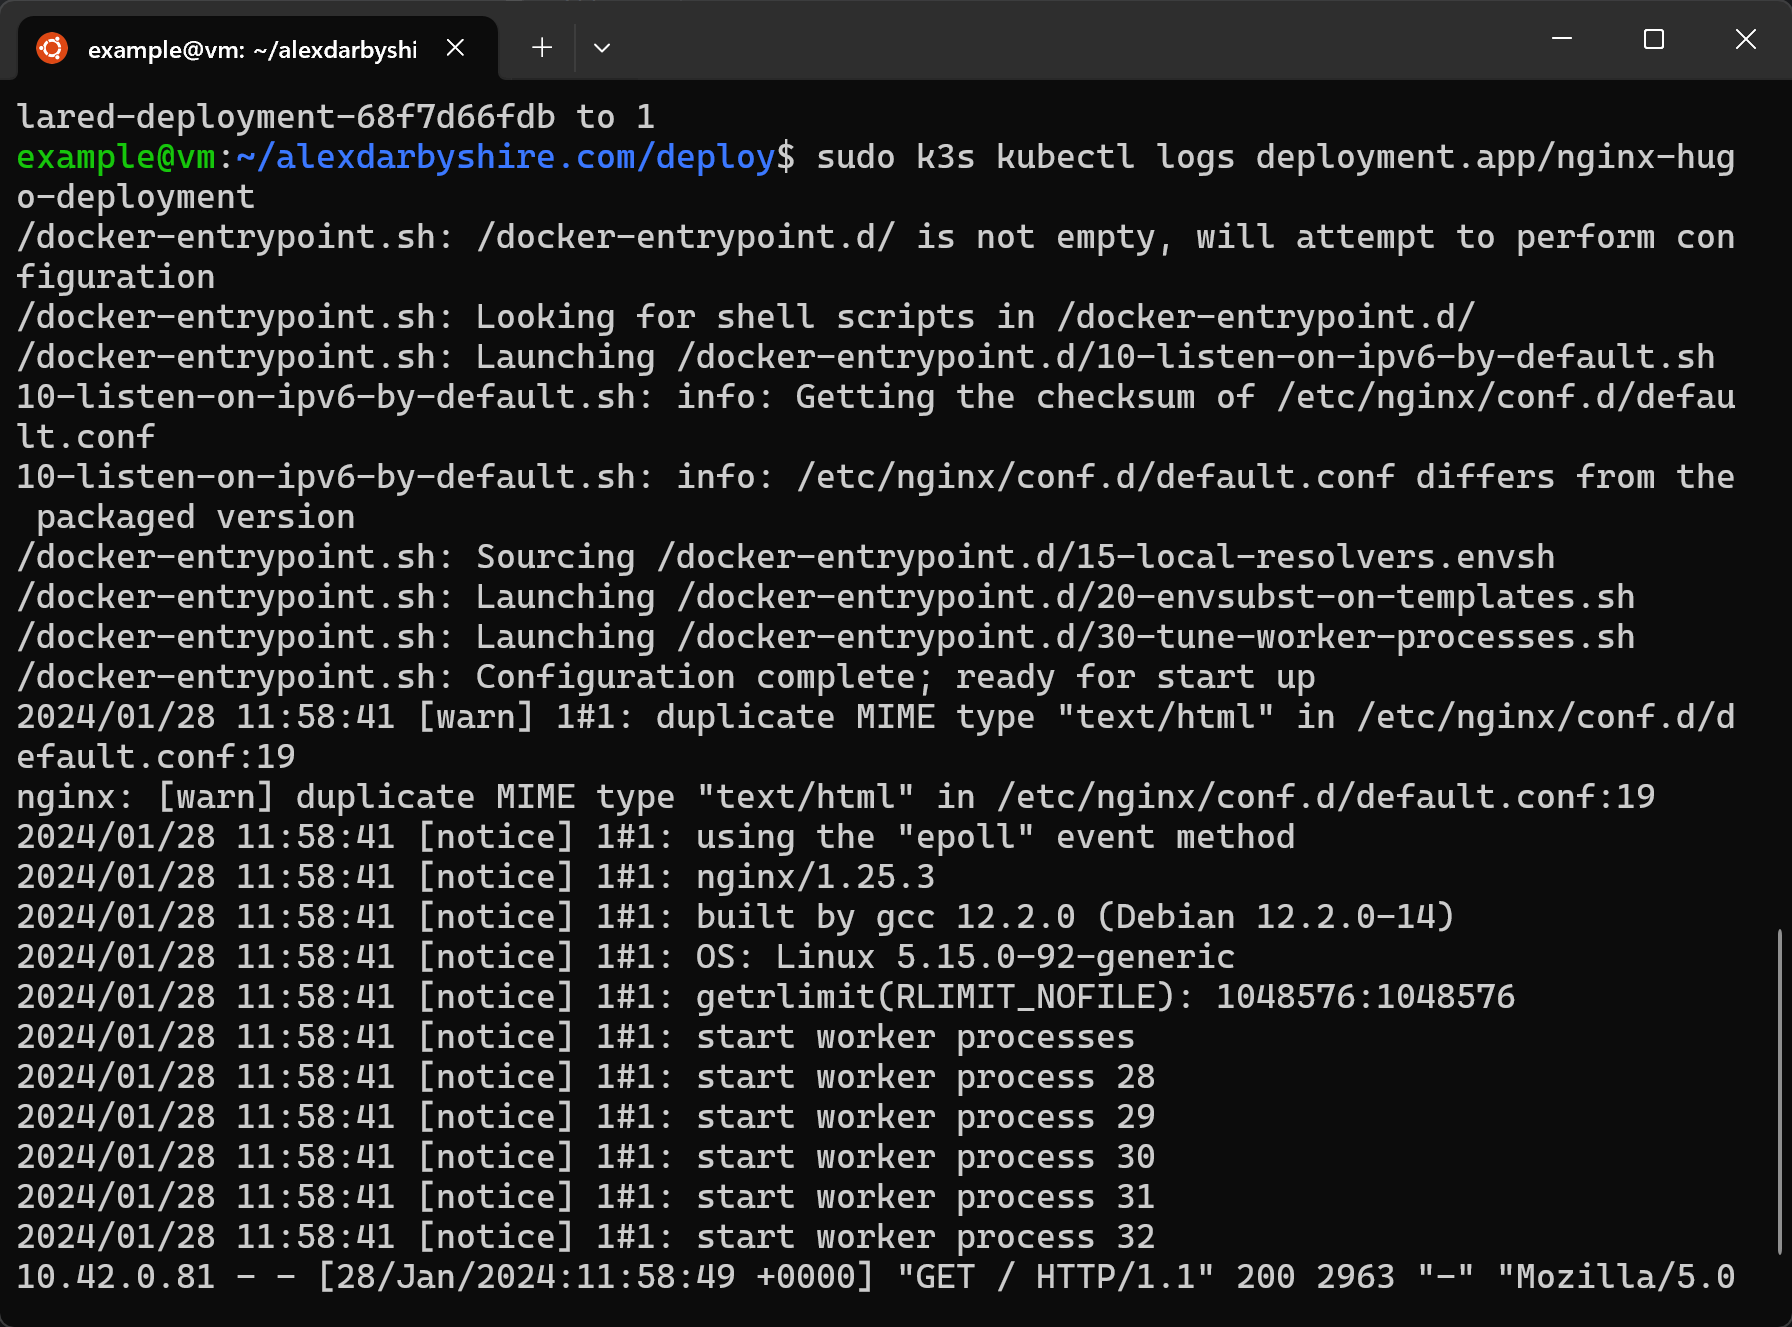 example@vm: ~/alexdarbyshi
lared-deployment-68f7d66fdb to 1
example@vm:~/alexdarbyshire.com/deploy$ sudo k3s kubectl logs deployment.app/nginx-hug
o-deployment
/docker-entrypoint.sh: /docker-entrypoint.d/ is not empty, will attempt to perform con
figuration
/docker-entrypoint.sh: Looking for shell scripts in /docker-entrypoint.d/
/docker-entrypoint.sh: Launching /docker-entrypoint.d/10-listen-on-ipv6-by-default.sh
10-listen-on-ipv6-by-default.sh: info: Getting the checksum of /etc/nginx/conf.d/defau
lt.conf
10-listen-on-ipv6-by-default.sh: info: /etc/nginx/conf.d/default.conf differs from the
 packaged version
/docker-entrypoint.sh: Sourcing /docker-entrypoint.d/15-local-resolvers.envsh
/docker-entrypoint.sh: Launching /docker-entrypoint.d/20-envsubst-on-templates.sh
/docker-entrypoint.sh: Launching /docker-entrypoint.d/30-tune-worker-processes.sh
/docker-entrypoint.sh: Configuration complete; ready for start up
2024/01/28 11:58:41 [warn] 1#1: duplicate MIME type "text/html" in /etc/nginx/conf.d/d
efault.conf:19
nginx: [warn] duplicate MIME type "text/html" in /etc/nginx/conf.d/default.conf:19
2024/01/28 11:58:41 [notice] 1#1: using the "epoll" event method
2024/01/28 11:58:41 [notice] 1#1: nginx/1.25.3
2024/01/28 11:58:41 [notice] 1#1: built by gcc 12.2.0 (Debian 12.2.0-14)
2024/01/28 11:58:41 [notice] 1#1: OS: Linux 5.15.0-92-generic
2024/01/28 11:58:41 [notice] 1#1: getrlimit(RLIMIT_NOFILE): 1048576:1048576
2024/01/28 11:58:41 [notice] 1#1: start worker processes
2024/01/28 11:58:41 [notice] 1#1: start worker process 28
2024/01/28 11:58:41 [notice] 1#1: start worker process 29
2024/01/28 11:58:41 [notice] 1#1: start worker process 30
2024/01/28 11:58:41 [notice] 1#1: start worker process 31
2024/01/28 11:58:41 [notice] 1#1: start worker process 32
10.42.0.81 - - [28/Jan/2024:11:58:49 +0000] "GET / HTTP/1.1" 200 2963 "-" "Mozilla/5.0